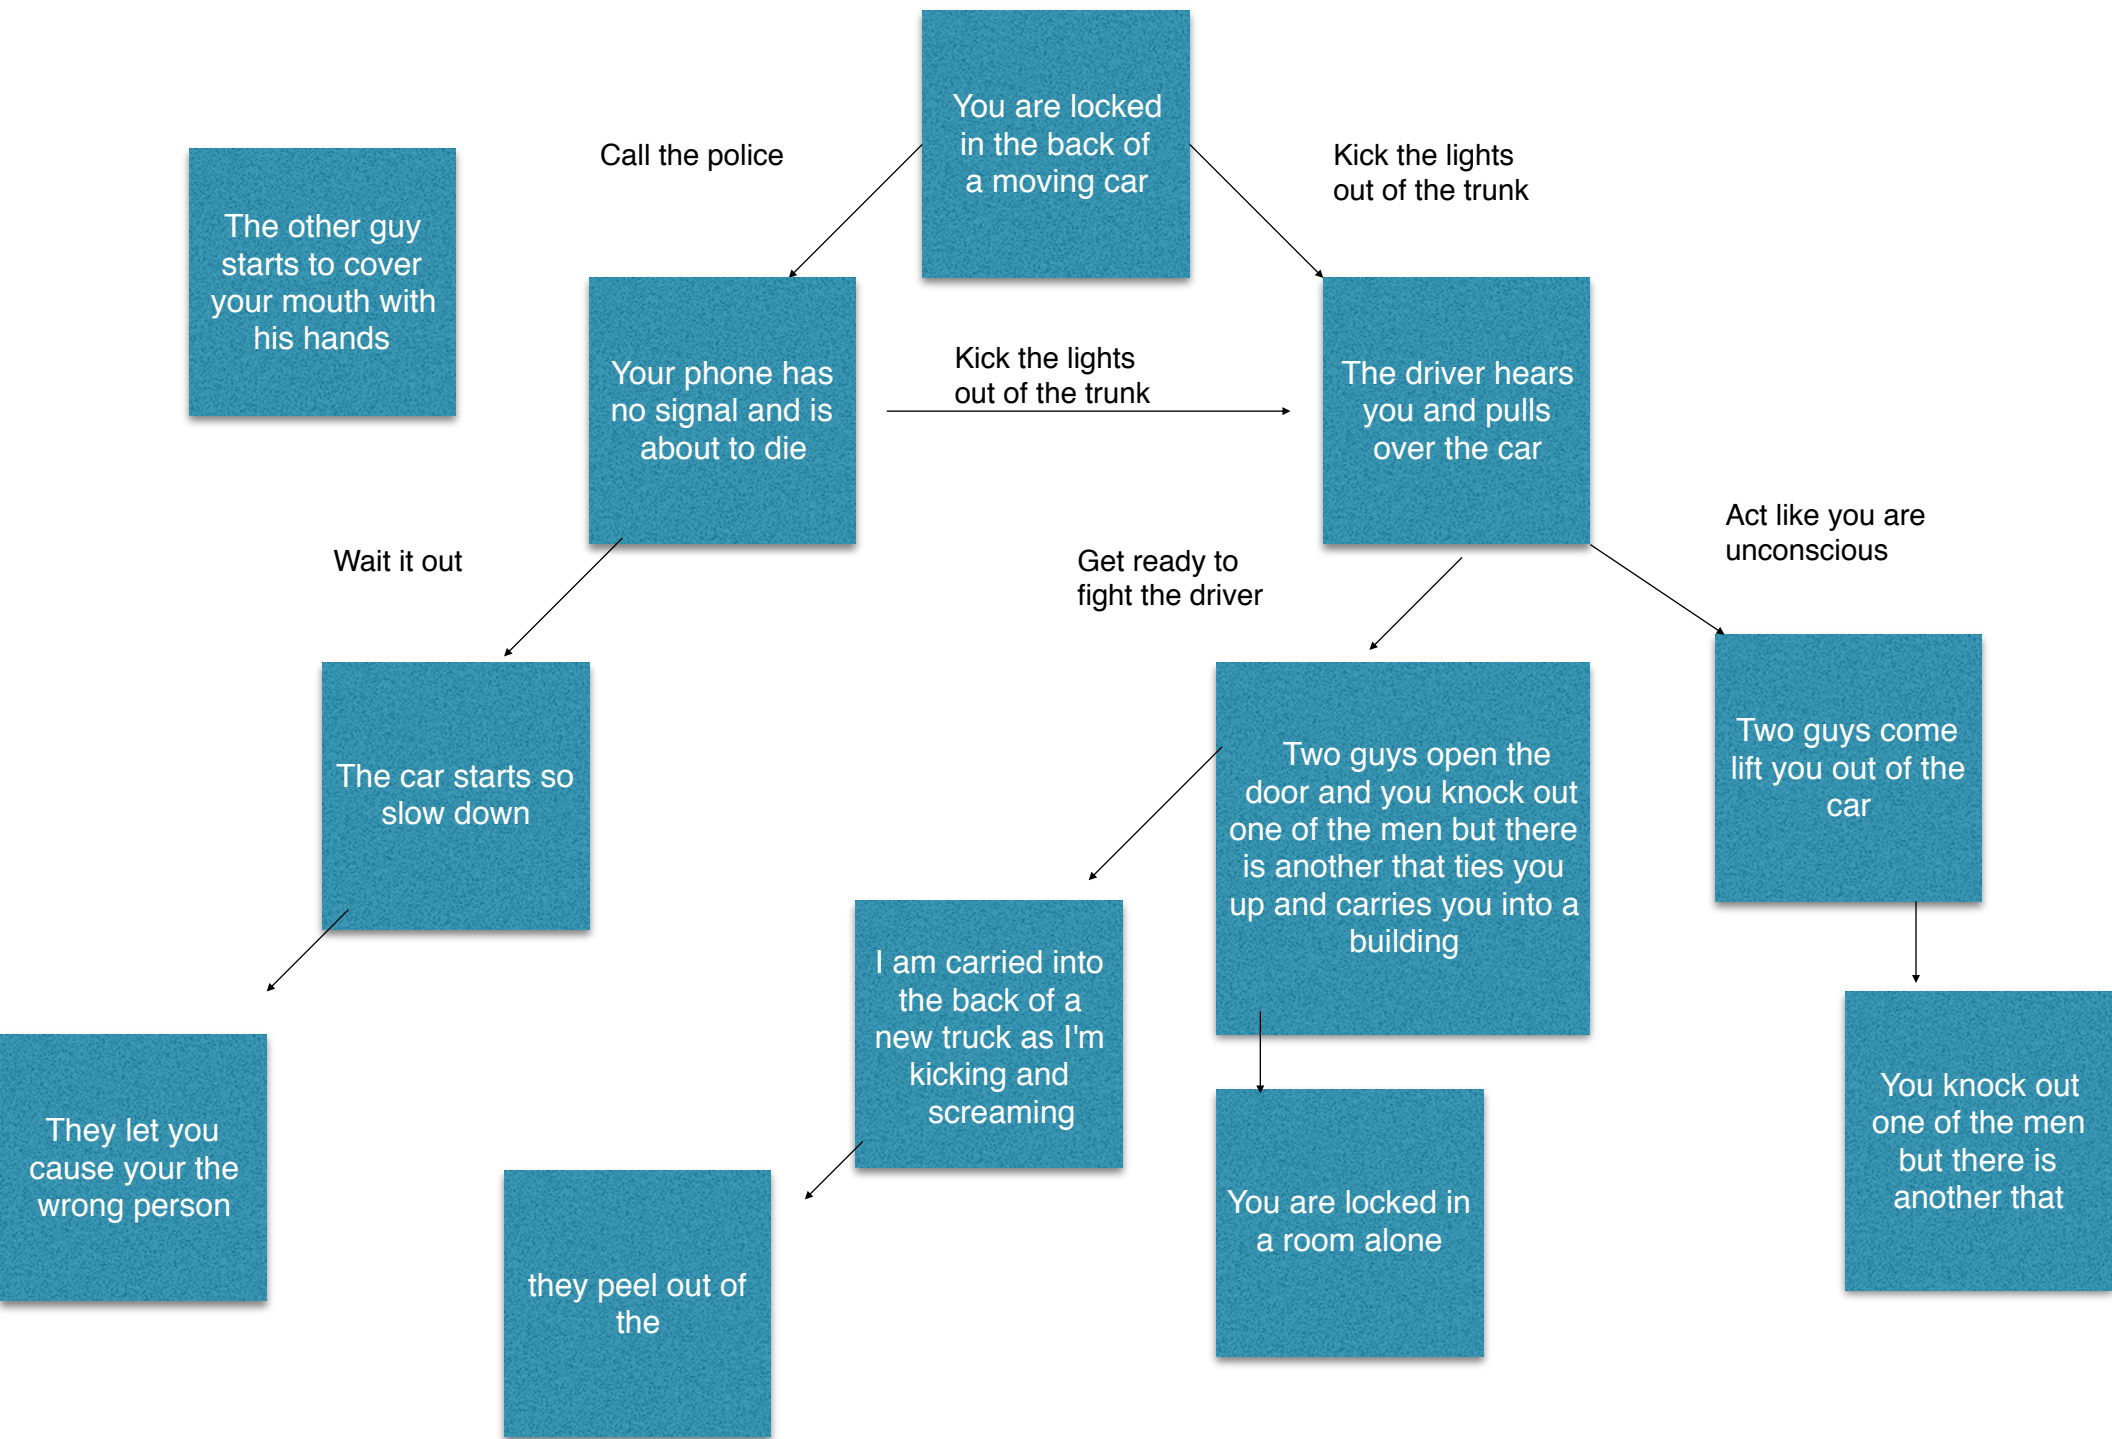 You are locked
in the back of
a moving car
Call the police
Kick the lights
out of the trunk
The other guy
starts to cover
your mouth with
his hands
Your phone has
no signal and is
about to die
Kick the lights
out of the trunk
The driver hears
you and pulls
over the car
Wait it out
Get ready to
fight the driver
Act like you are
unconscious
The car starts so
slow down
Two guys open the
door and you knock out
one of the men but there
is another that ties you
up and carries you into a
building
Two guys come
lift you out of the
car
I am carried into
the back of a
new truck as I'm
kicking and
screaming
They let you
cause your the
wrong person
they peel out of
the
You are locked in
a room alone
You knock out
one of the men
but there is
another that